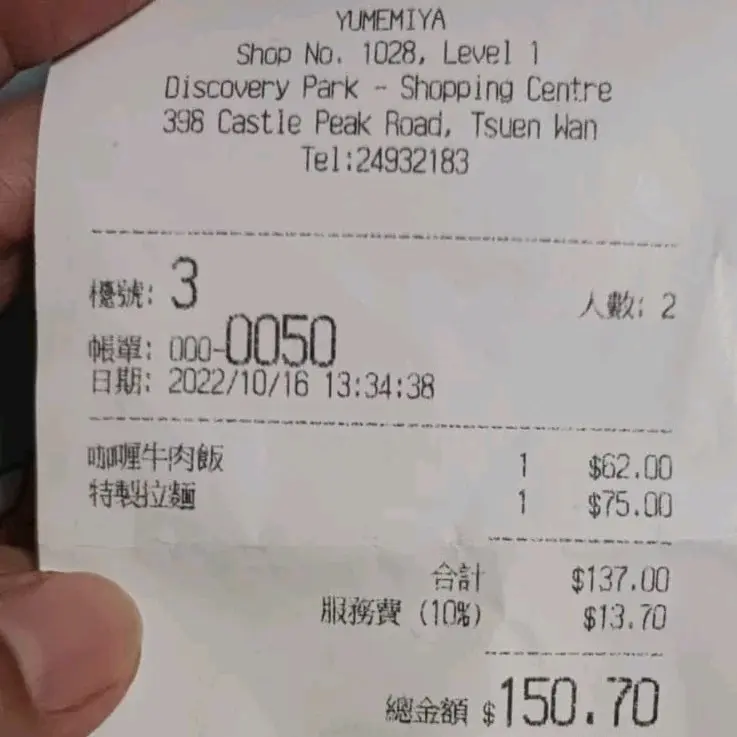 YUMEMIYA
Shop No. 1028, Level 1
Discovery Park - Shopping Centre
398 Castle Peak Road, Tsuen Wan
Tel:24932183
檯號: 3 人數: 2
帳單: 000-0050
日期: 2022/10/16 13:34:38
咖喱牛肉飯 1 $62.00
特製拉麵 1 $75.00
合計 $137.00
服務費 (10%) $13.70
總金額 $150.70